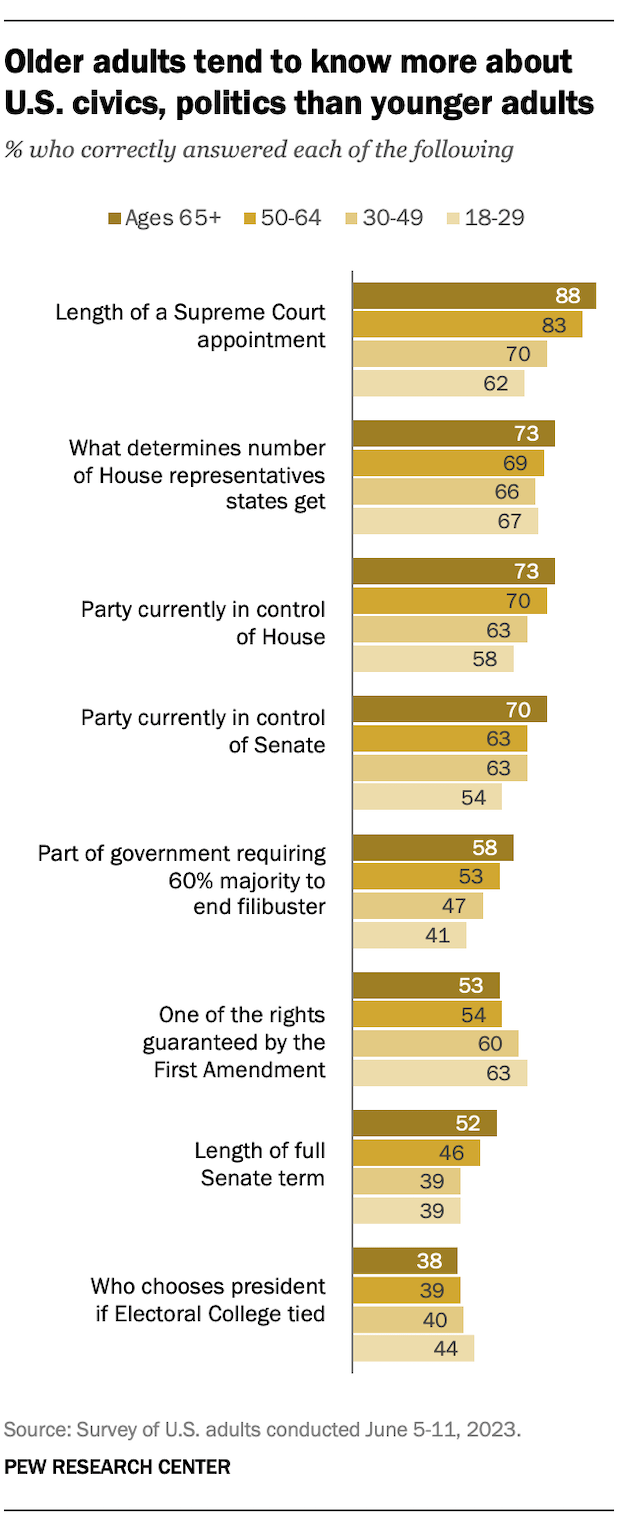 Older adults tend to know more about
U.S. civics, politics than younger adults
% who correctly answered each of the following
Ages 65+ 50-64 30-49 18-29
Length of a Supreme Court
appointment
88
83
70
62
What determines number
of House representatives
states get
73
69
66
67
Party currently in control
of House
73
70
63
58
Party currently in control
of Senate
70
63
63
54
Part of government requiring
60% majority to
end filibuster
58
53
47
41
One of the rights
guaranteed by the
First Amendment
53
54
60
63
Length of full
Senate term
52
46
39
39
Who chooses president
if Electoral College tied
38
39
40
44
Source: Survey of U.S. adults conducted June 5-11, 2023.
PEW RESEARCH CENTER